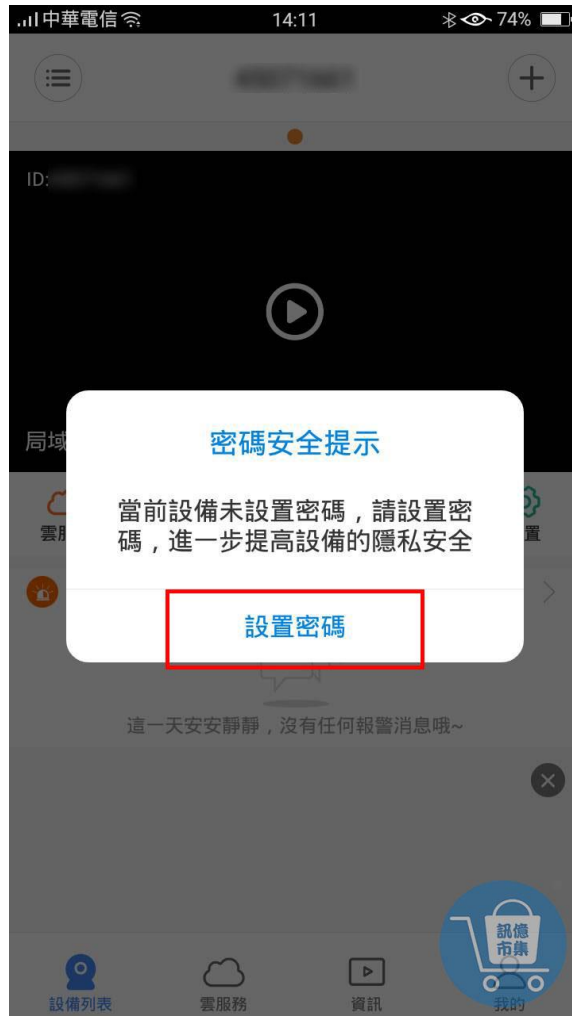 中華電信
14:11
74%
ID:
局域
密碼安全提示
當前設備未設置密碼，請設置密
碼，進一步提高設備的隱私安全
雲服
置
設置密碼
這一天安安靜靜，沒有任何報警消息哦~
訊億
市集
設備列表
雲服務
資訊
我的